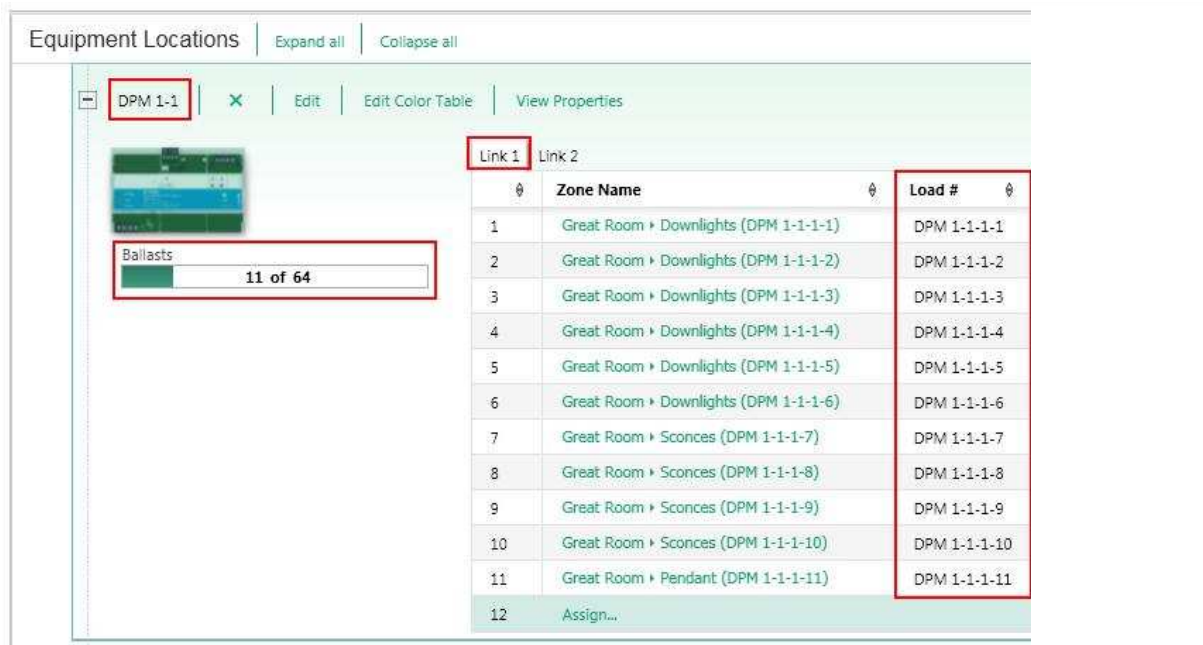 Equipment Locations Expand all Collapse all
DPM 1-1 × Edit Edit Color Table View Properties
Link 1 Link 2
Zone Name Load #
1 Great Room ▸ Downlights (DPM 1-1-1-1) DPM 1-1-1-1
Ballasts
11 of 64
2 Great Room ▸ Downlights (DPM 1-1-1-2) DPM 1-1-1-2
3 Great Room ▸ Downlights (DPM 1-1-1-3) DPM 1-1-1-3
4 Great Room ▸ Downlights (DPM 1-1-1-4) DPM 1-1-1-4
5 Great Room ▸ Downlights (DPM 1-1-1-5) DPM 1-1-1-5
6 Great Room ▸ Downlights (DPM 1-1-1-6) DPM 1-1-1-6
7 Great Room ▸ Sconces (DPM 1-1-1-7) DPM 1-1-1-7
8 Great Room ▸ Sconces (DPM 1-1-1-8) DPM 1-1-1-8
9 Great Room ▸ Sconces (DPM 1-1-1-9) DPM 1-1-1-9
10 Great Room ▸ Sconces (DPM 1-1-1-10) DPM 1-1-1-10
11 Great Room ▸ Pendant (DPM 1-1-1-11) DPM 1-1-1-11
12 Assign...